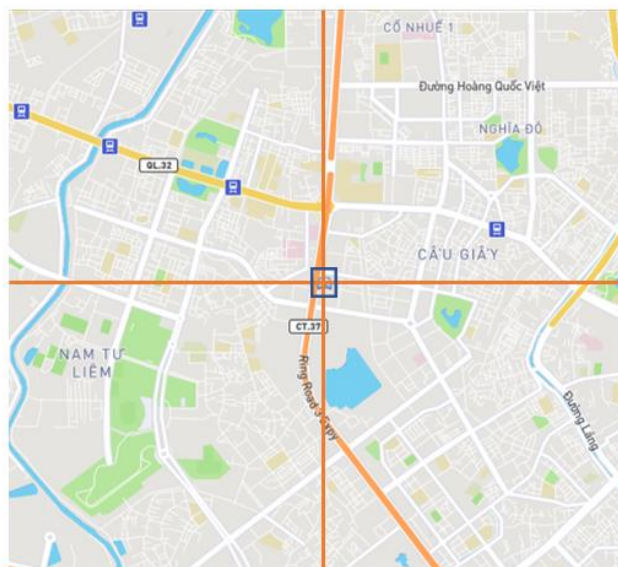 CỔ NHUẾ 1
Đường Hoàng Quốc Việt
NGHĨA ĐÔ
QL.32
CẦU GIẤY
CT.37
NAM TỪ
LIÊM
Ring Road 3 Expy
Đường Láng